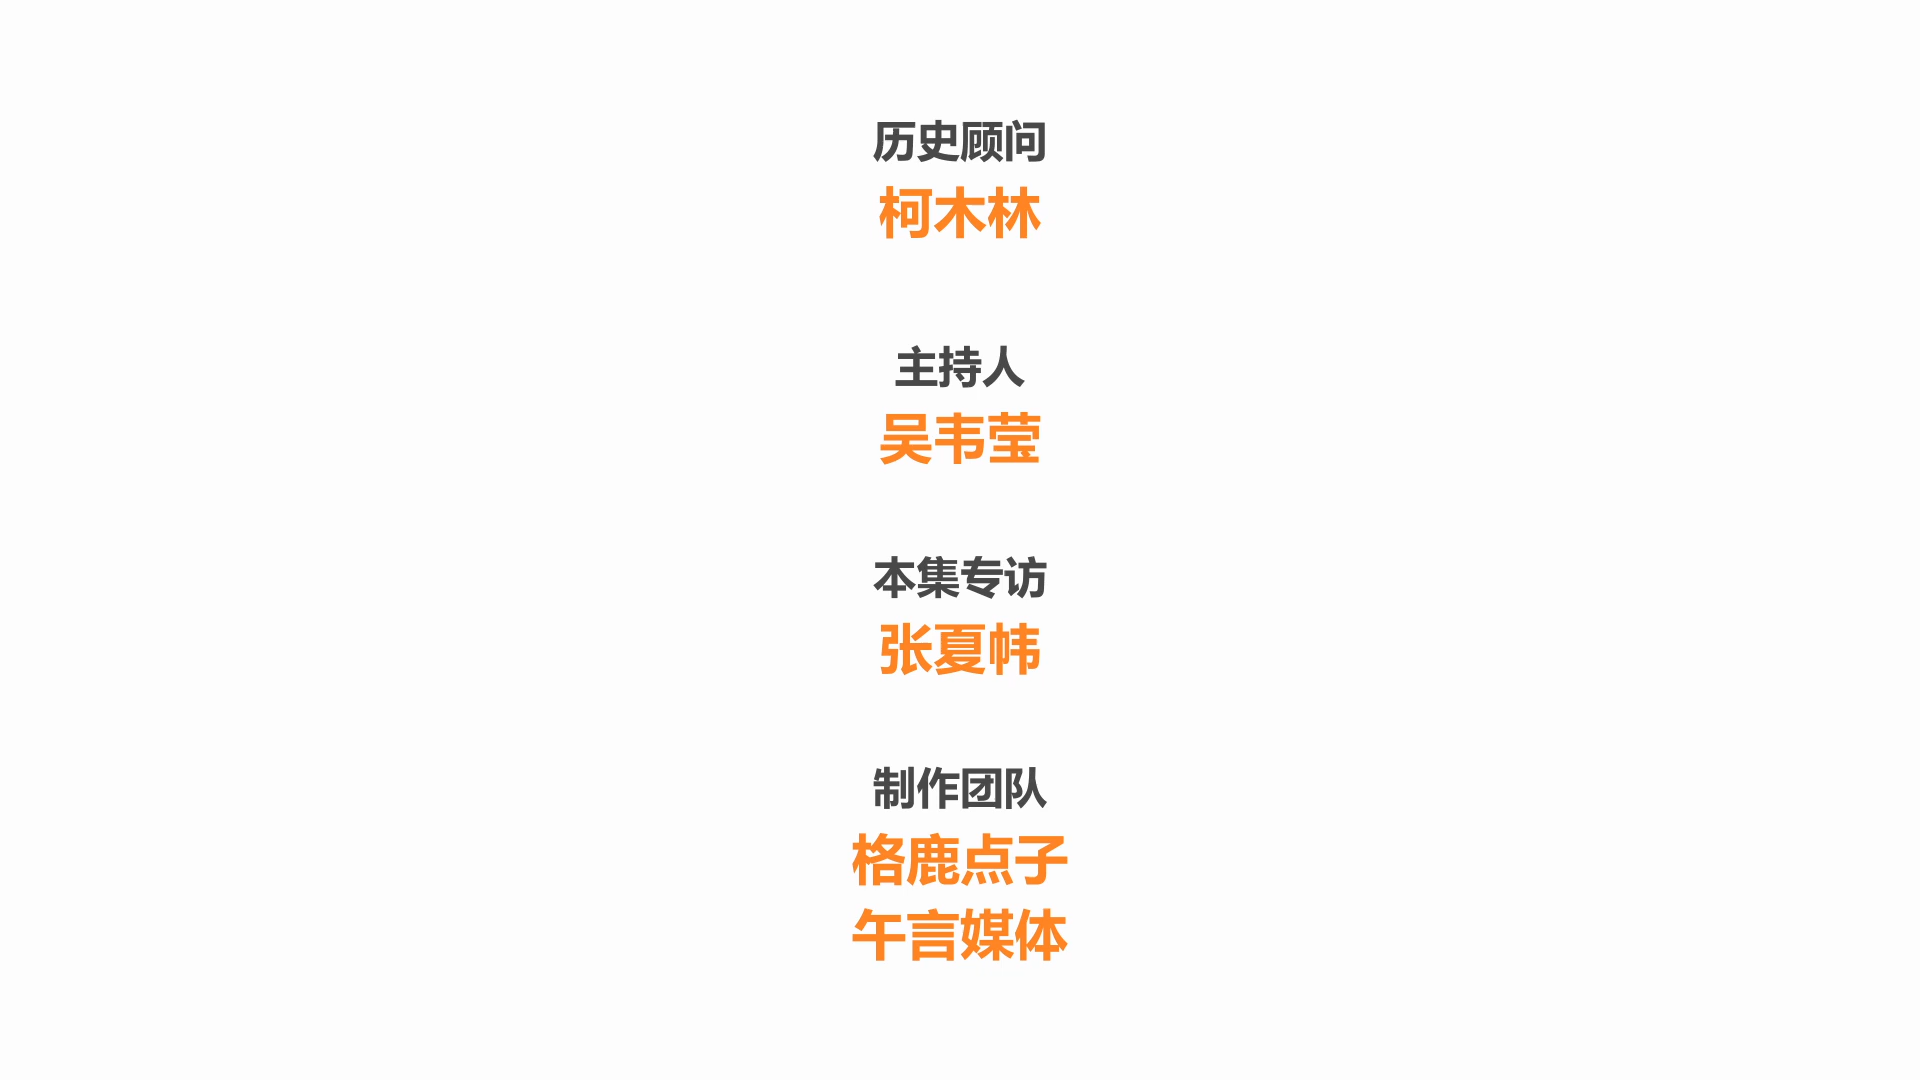 历史顾问
柯木林
主持人
吴韦莹
本集专访
张夏帏
制作团队
格鹿点子
午言媒体